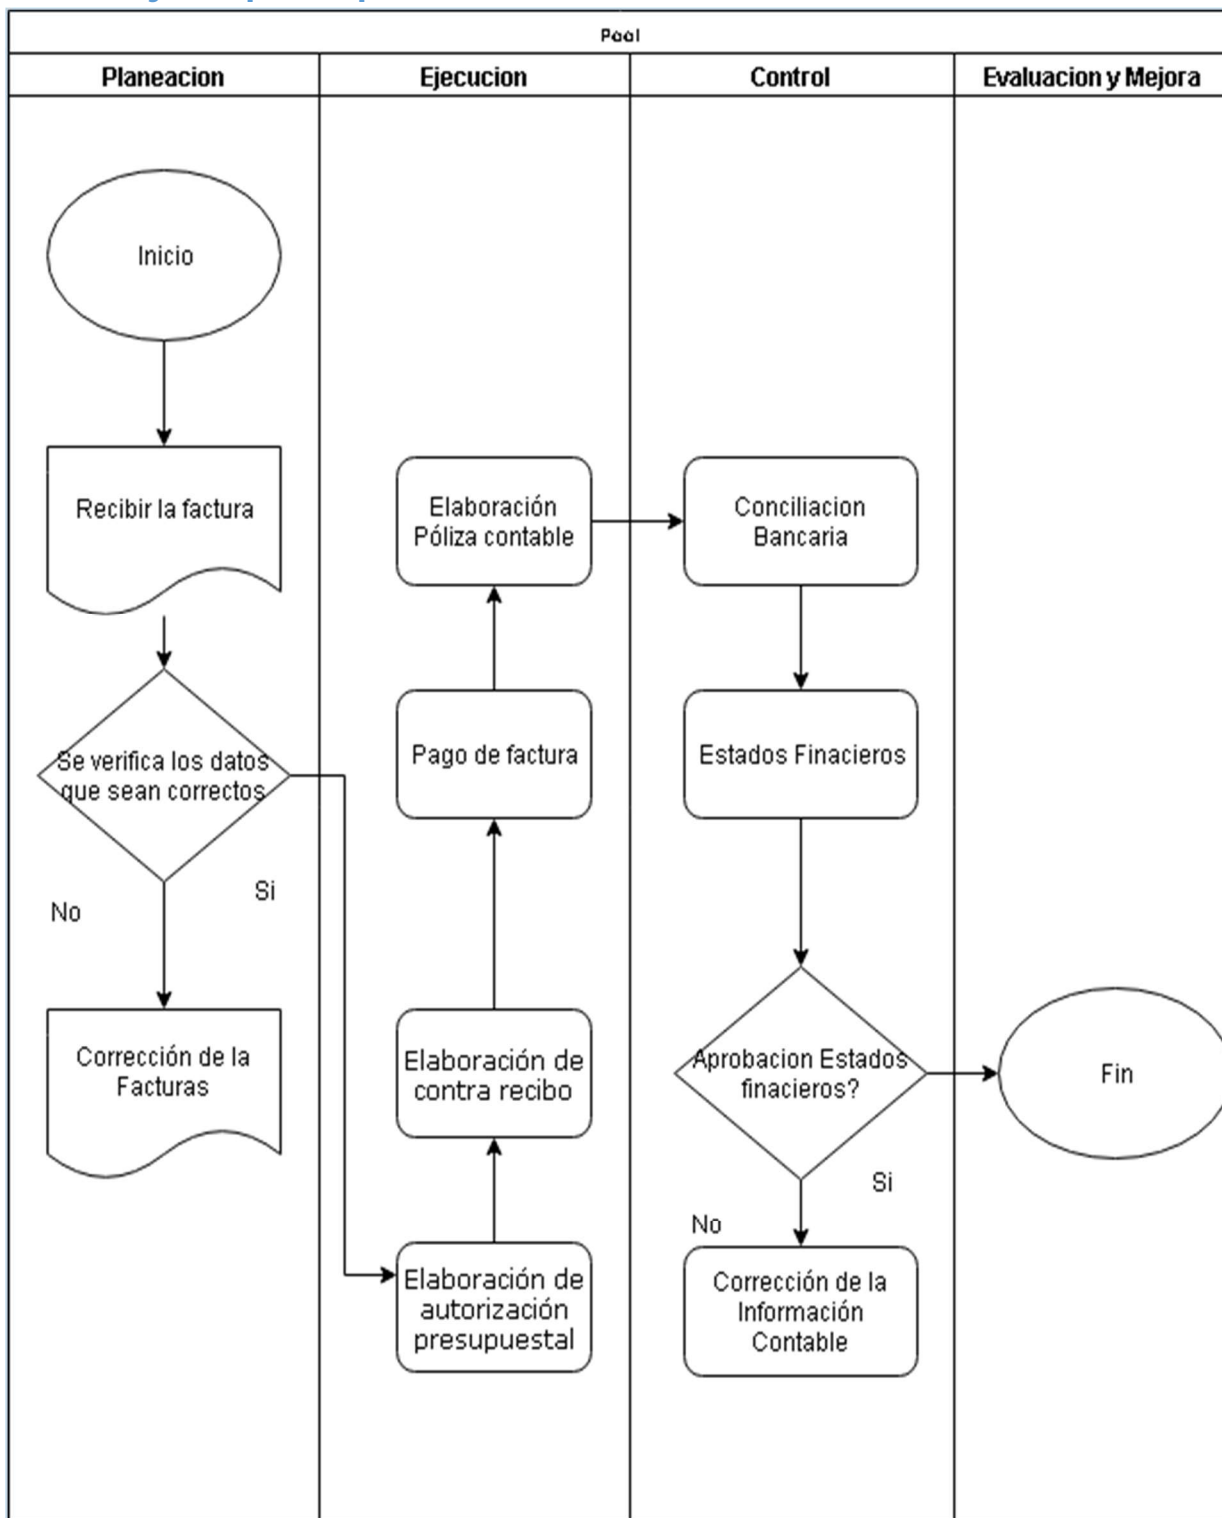 Pool
Planeacion
Ejecucion
Control
Evaluacion y Mejora
Inicio
Recibir la factura
Se verifica los datos
que sean correctos
No
Si
Corrección de la
Facturas
Elaboración
Póliza contable
Pago de factura
Elaboración de
contra recibo
Elaboración de
autorización
presupuestal
Conciliacion
Bancaria
Estados Finacieros
Aprobacion Estados
finacieros?
Si
No
Corrección de la
Información
Contable
Fin